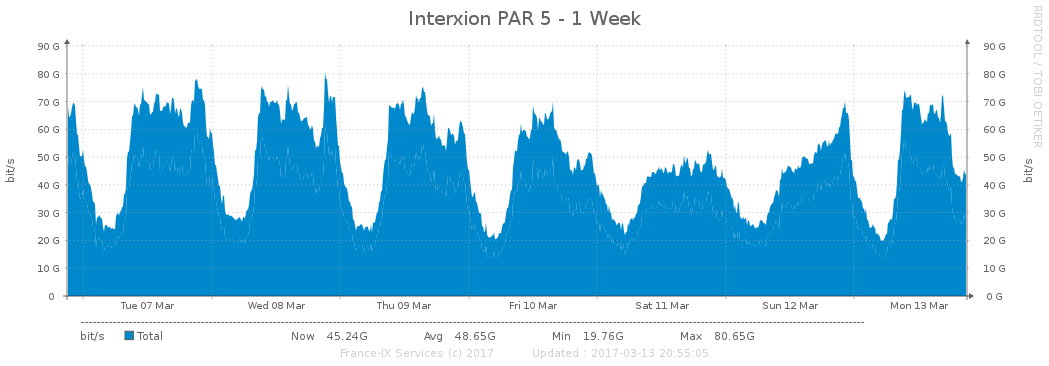 Interxion PAR 5 - 1 Week
RRDTOOL / TOBI OETIKER
90 G 90 G
80 G 80 G
70 G 70 G
60 G 60 G
50 G 50 G
40 G 40 G
30 G 30 G
20 G 20 G
10 G 10 G
0 0 G
bit/s
bit/s
Tue 07 Mar Wed 08 Mar Thu 09 Mar Fri 10 Mar Sat 11 Mar Sun 12 Mar Mon 13 Mar
bit/s Total Now 45.24G Avg 48.65G Min 19.76G Max 80.65G
France-IX Services (c) 2017 Updated : 2017-03-13 20:55:05